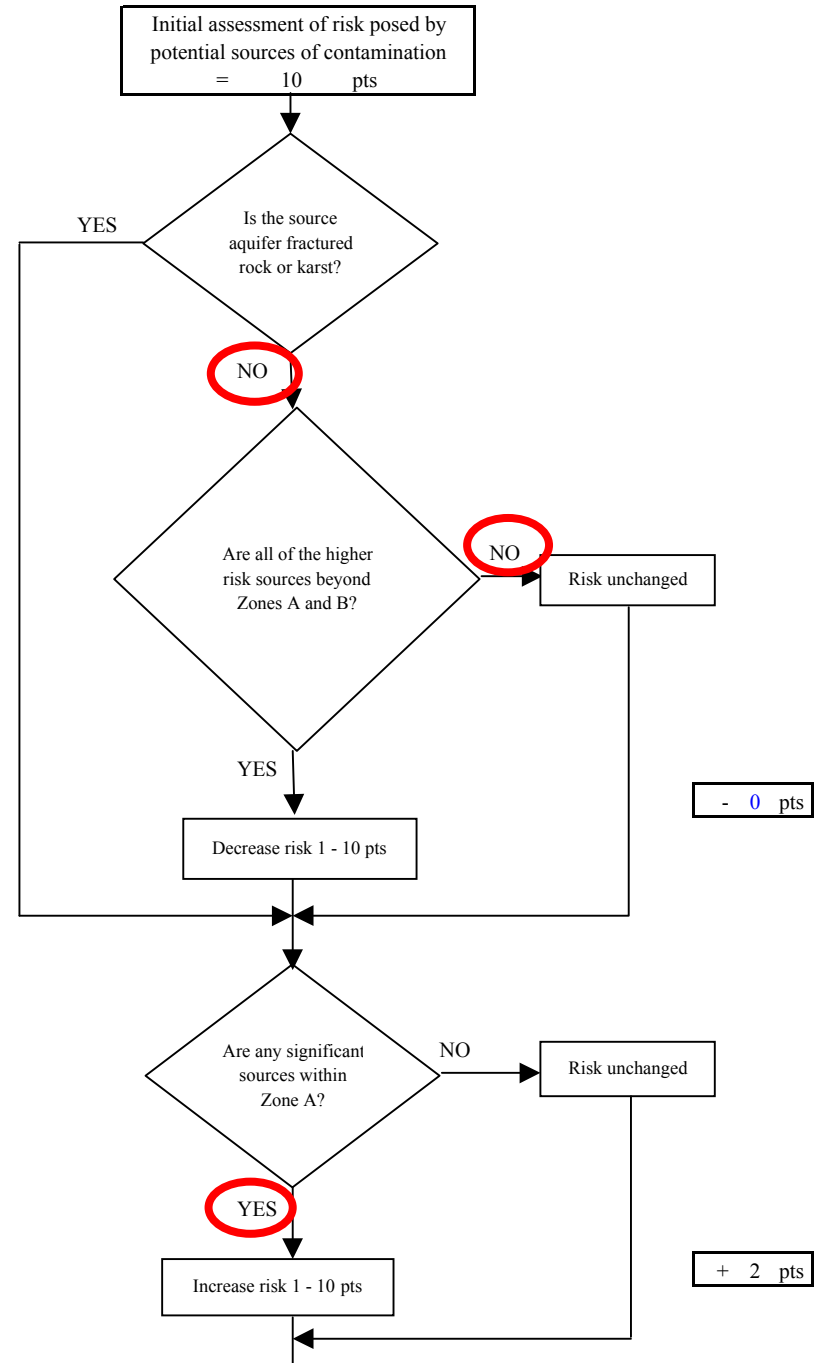 Initial assessment of risk posed by
potential sources of contamination
= 10 pts
YES
Is the source
aquifer fractured
rock or karst?
NO
Are all of the higher
risk sources beyond
Zones A and B?
NO
Risk unchanged
YES
- 0 pts
Decrease risk 1 - 10 pts
Are any significant
sources within
Zone A?
NO
Risk unchanged
YES
Increase risk 1 - 10 pts
+ 2 pts